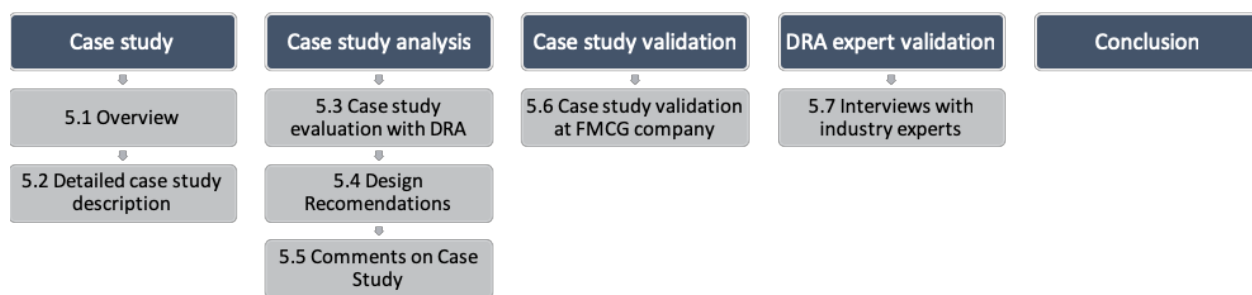 Case study
Case study analysis
Case study validation
DRA expert validation
Conclusion
5.1 Overview
5.2 Detailed case study
description
5.3 Case study
evaluation with DRA
5.4 Design
Recomendations
5.5 Comments on Case
Study
5.6 Case study validation
at FMCG company
5.7 Interviews with
industry experts